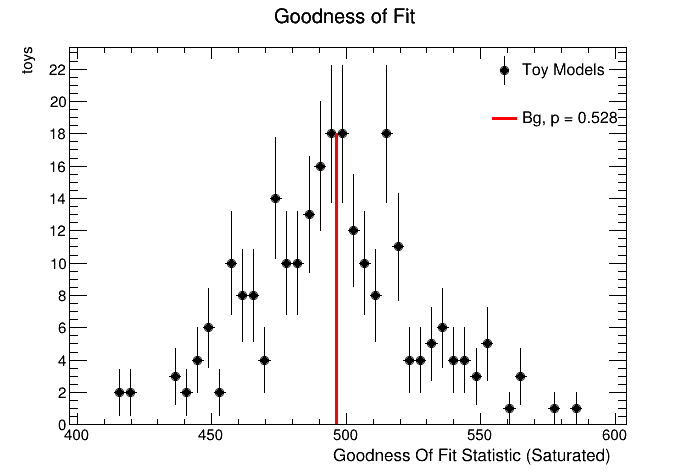 Goodness of Fit
toys
22
20
18
16
14
12
10
8
6
4
2
0
Toy Models
Bg, p = 0.528
400 450 500 550 600
Goodness Of Fit Statistic (Saturated)